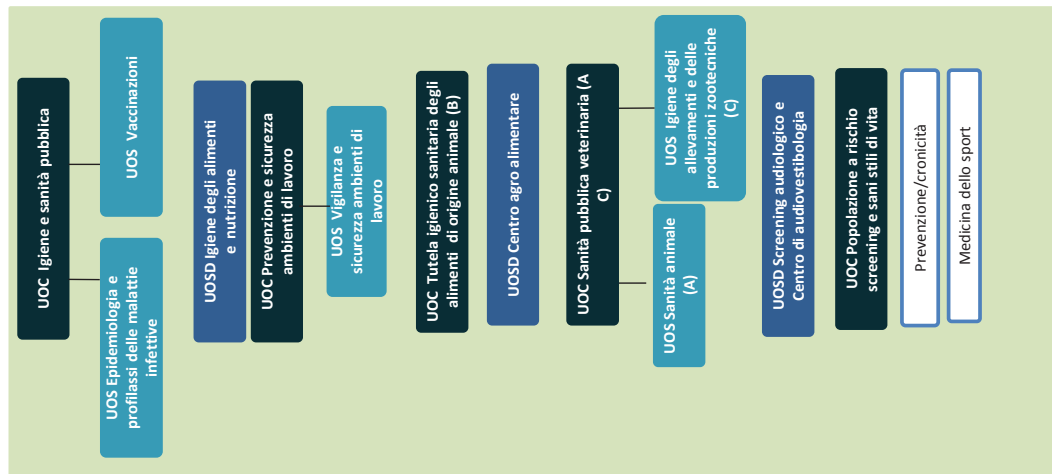 UOC Igiene e sanità pubblica
UOS Epidemiologia e
profilassi delle malattie
infettive
UOS Vaccinazioni
UOSD Igiene degli alimenti
e nutrizione
UOC Prevenzione e sicurezza
ambienti di lavoro
UOS Vigilanza e
sicurezza ambienti di
lavoro
UOC Tutela igienico sanitaria degli
alimenti di origine animale (B)
UOSD Centro agro alimentare
UOC Sanità pubblica veterinaria (A
C)
UOS Sanità animale
(A)
UOS Igiene degli
allevamenti e delle
produzioni zootecniche
(C)
UOSD Screening audiologico e
Centro di audiovestibologia
UOC Popolazione a rischio
screening e sani stili di vita
Prevenzione/cronicità
Medicina dello sport